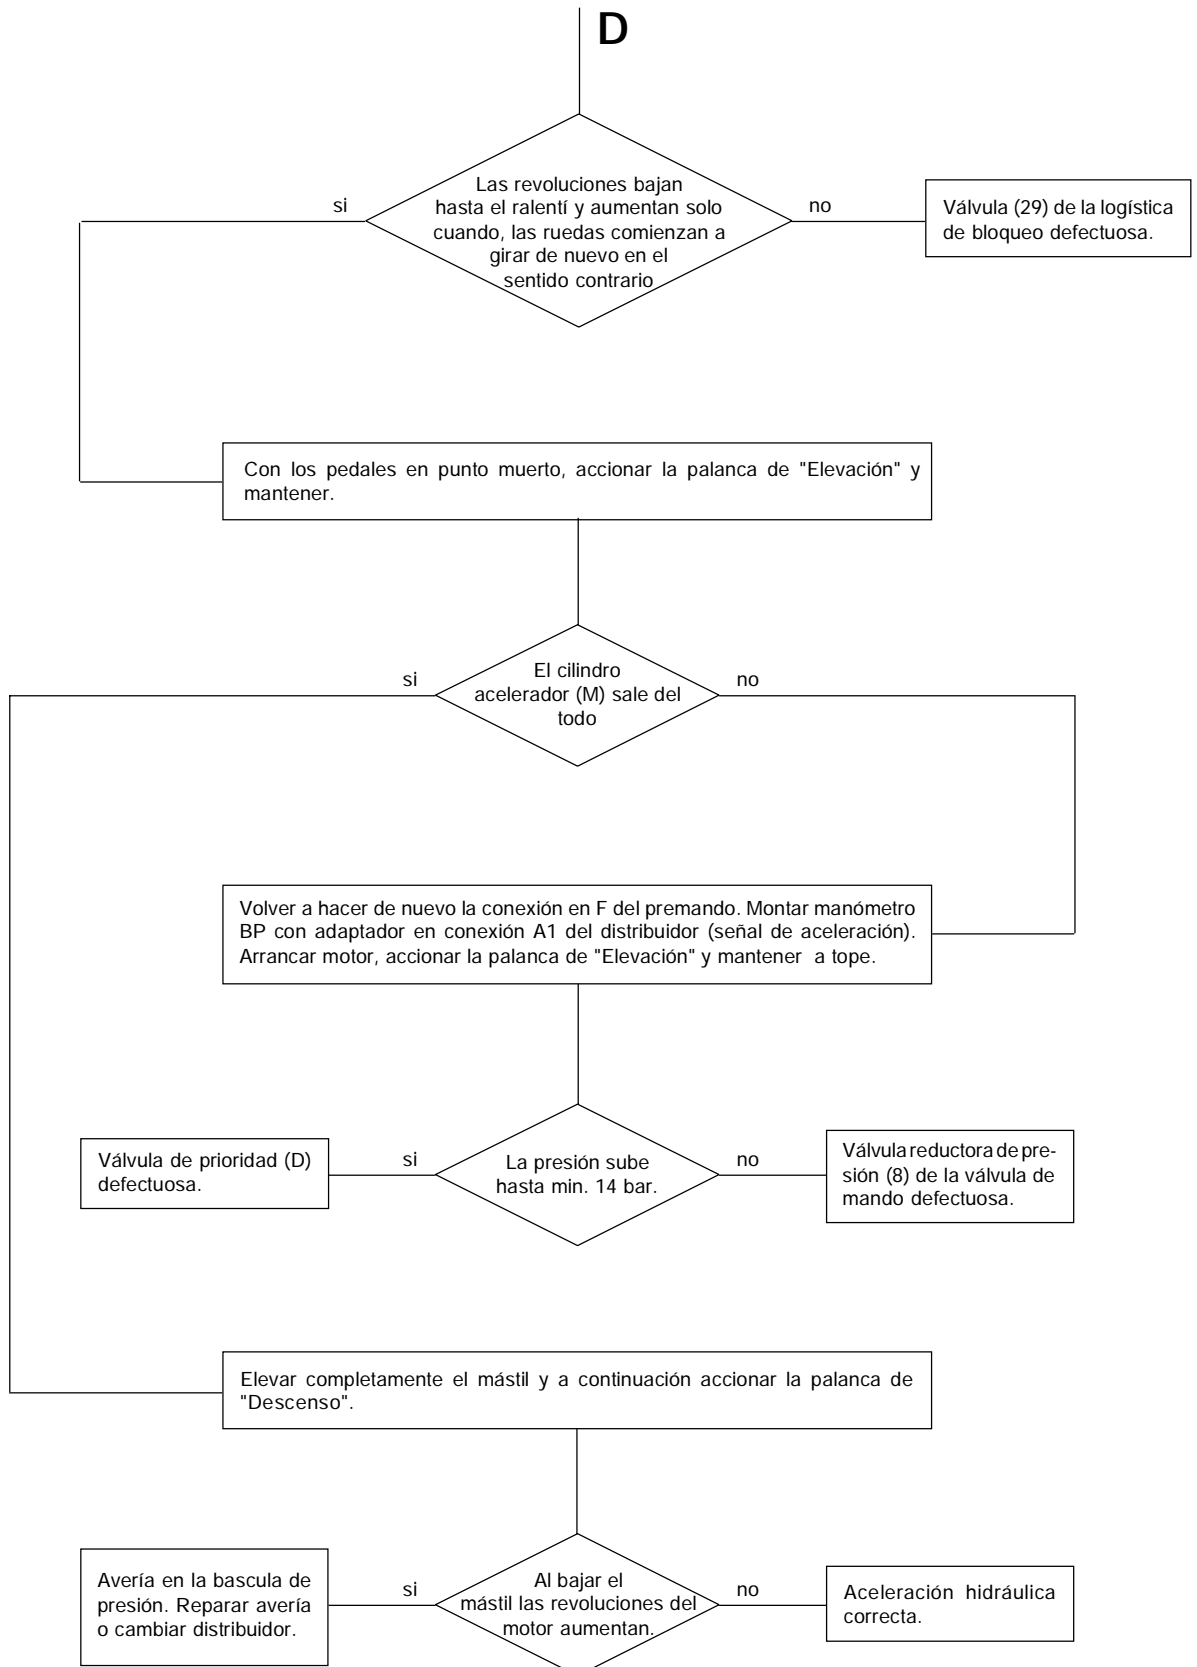 D
Las revoluciones bajan
hasta el ralentí y aumentan solo
cuando, las ruedas comienzan a
girar de nuevo en el
sentido contrario
si
no
Válvula (29) de la logística
de bloqueo defectuosa.
Con los pedales en punto muerto, accionar la palanca de "Elevación" y
mantener.
El cilindro
acelerador (M) sale del
todo
si
no
Volver a hacer de nuevo la conexión en F del premando. Montar manómetro
BP con adaptador en conexión A1 del distribuidor (señal de aceleración).
Arrancar motor, accionar la palanca de "Elevación" y mantener a tope.
Válvula de prioridad (D)
defectuosa.
si
La presión sube
hasta min. 14 bar.
no
Válvula reductora de pre-
sión (8) de la válvula de
mando defectuosa.
Elevar completamente el mástil y a continuación accionar la palanca de
"Descenso".
Avería en la bascula de
presión. Reparar avería
o cambiar distribuidor.
si
Al bajar el
mástil las revoluciones del
motor aumentan.
no
Aceleración hidráulica
correcta.